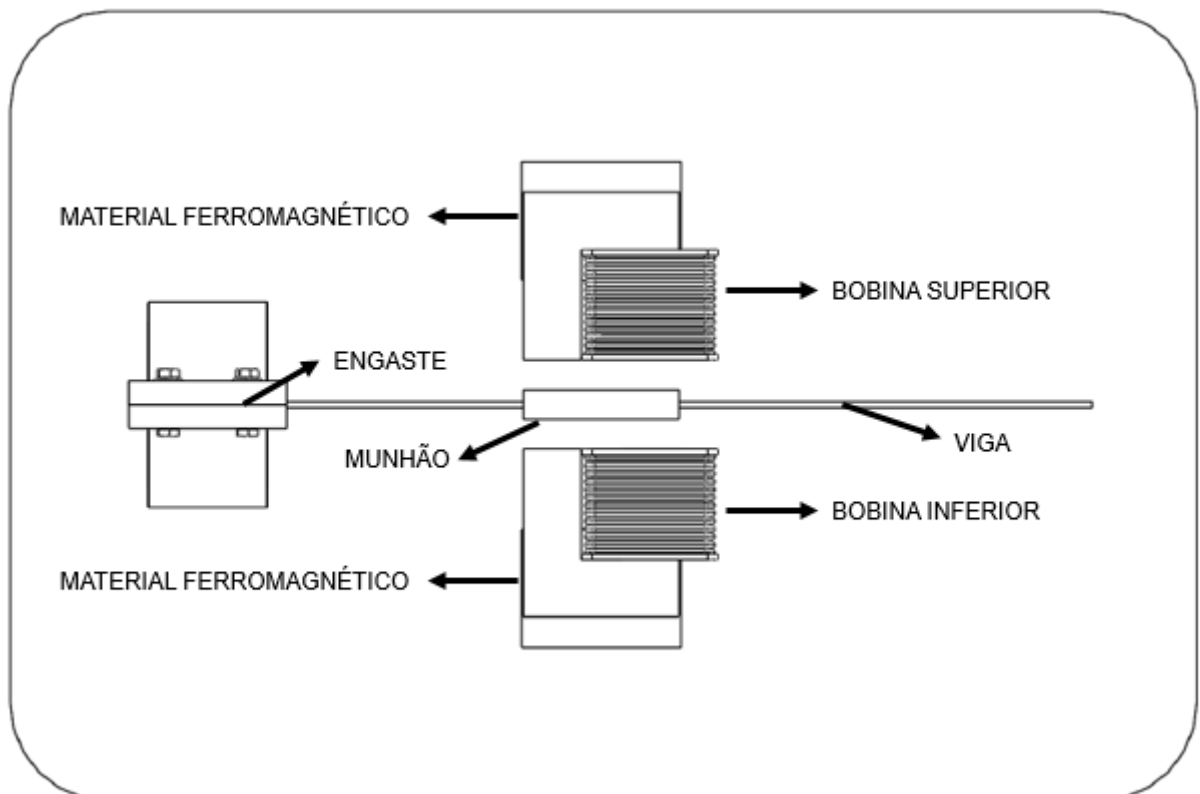 MATERIAL FERROMAGNÉTICO
BOBINA SUPERIOR
ENGASTE
MUNHÃO
VIGA
BOBINA INFERIOR
MATERIAL FERROMAGNÉTICO